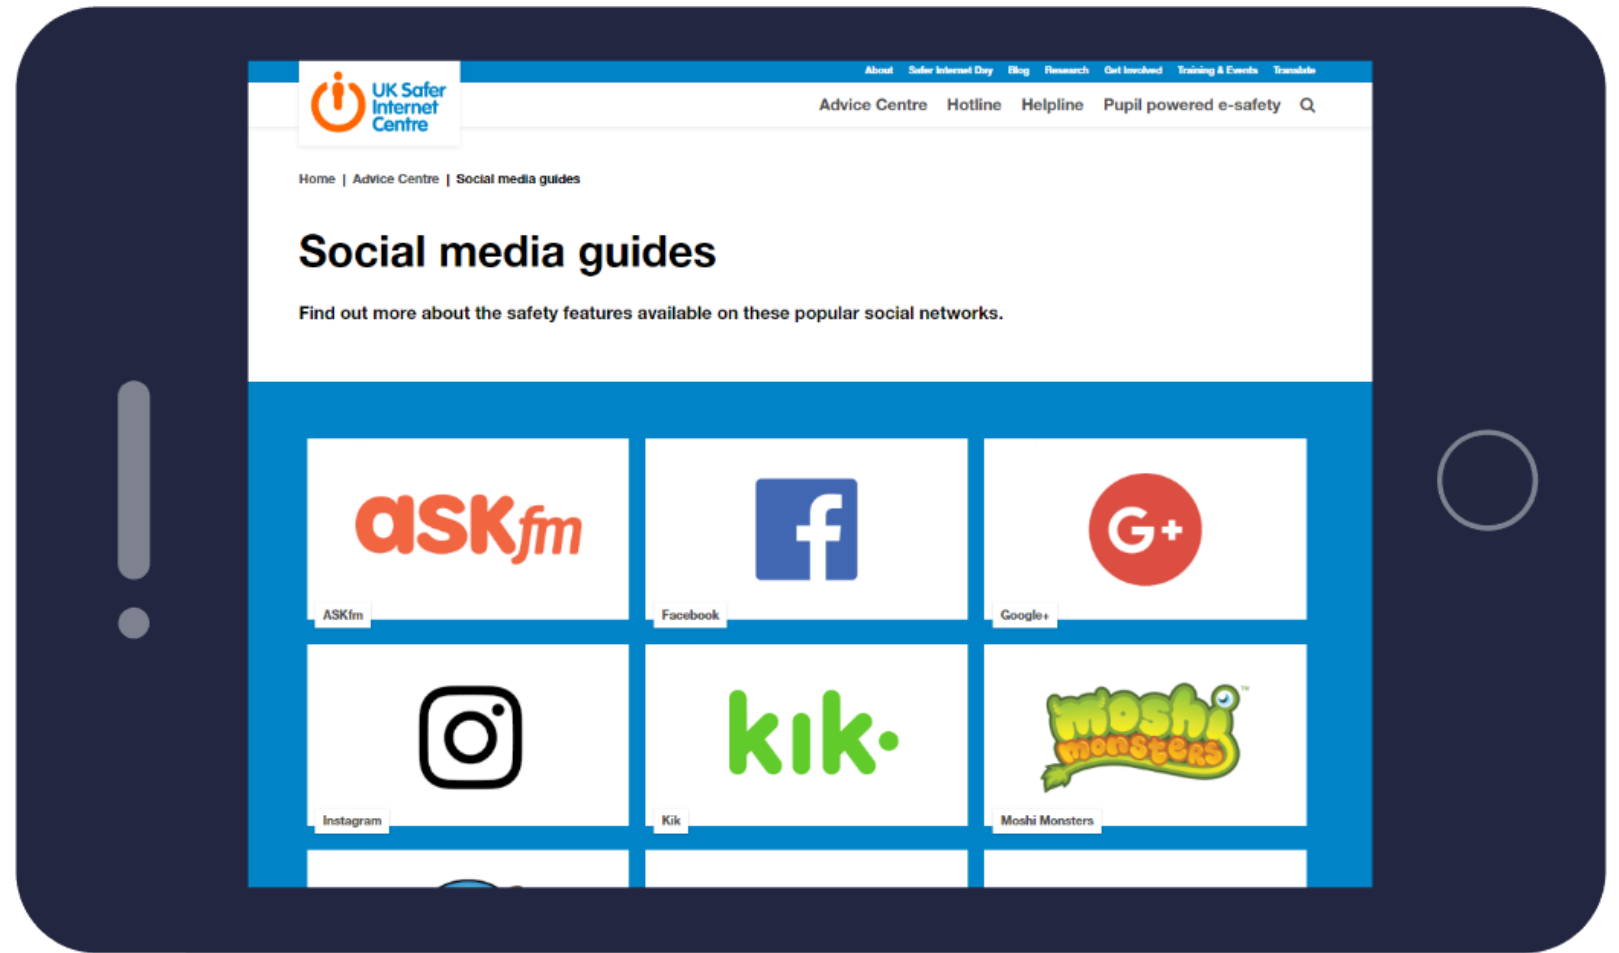 About Safer Internet Day Blog Research Get Involved Training & Events Translate
UK Safer
Internet
Centre
Advice Centre Hotline Helpline Pupil powered e-safety
Home | Advice Centre | Social media guides
Social media guides
Find out more about the safety features available on these popular social networks.
ASKfm
ASKfm
f
Facebook
G+
Google+
Instagram
kik
Kik
moshi
monsters
TM
Moshi Monsters